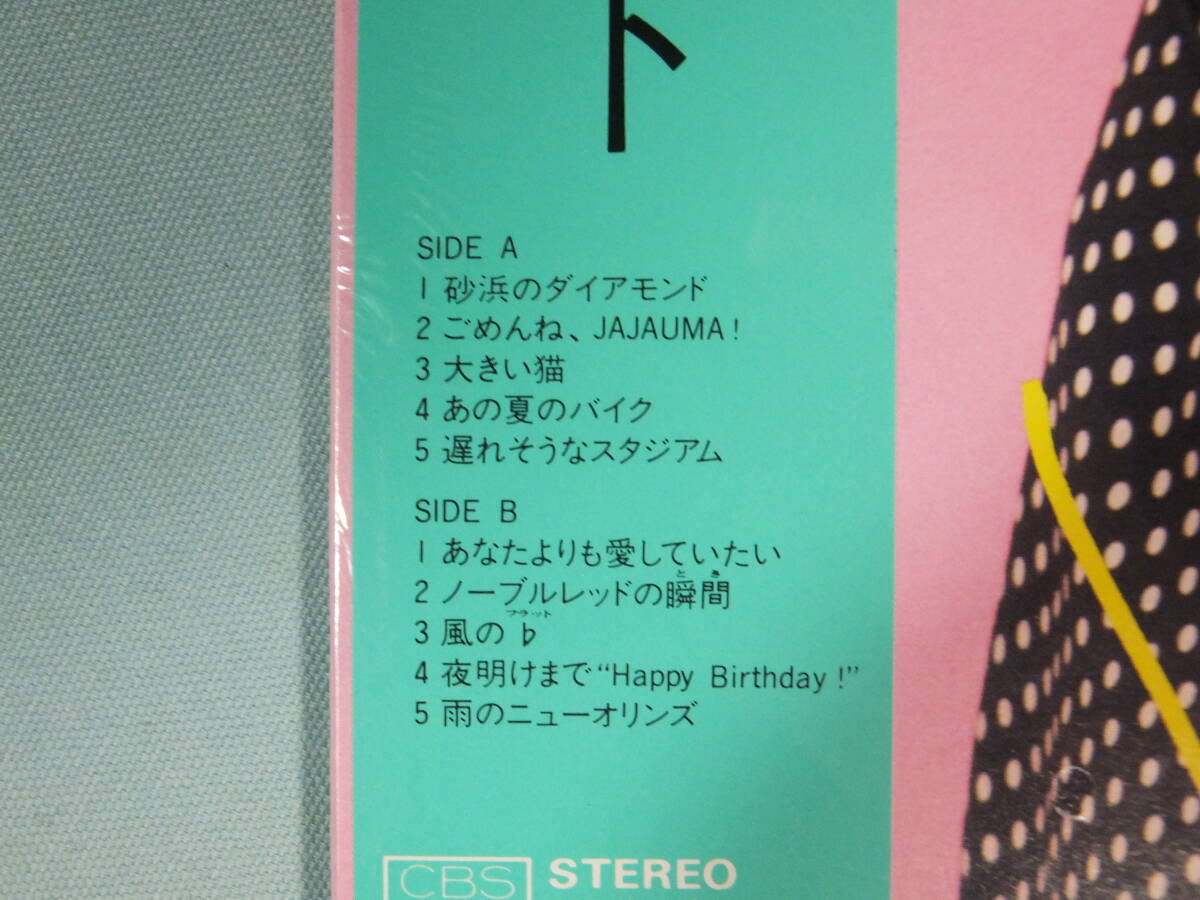 ト
SIDE A
1 砂浜のダイアモンド
2 ごめんね、JAJAUMA!
3 大きい猫
4 あの夏のバイク
5 遅れそうなスタジアム
SIDE B
1 あなたよりも愛していたい
とき
2 ノーブルレッドの瞬間
フラット
3 風の♭
4 夜明けまで“Happy Birthday!”
5 雨のニューオリンズ
CBS STEREO